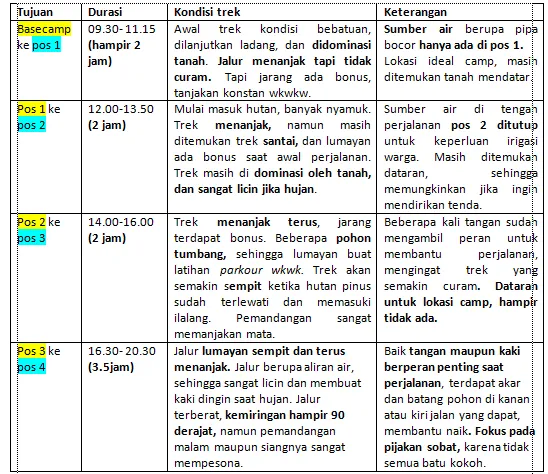 Tujuan Durasi Kondisi trek Keterangan
Basecamp
ke pos 1
09.30- 11.15
(hampir 2
jam)
Awal trek kondisi bebatuan,
dilanjutkan ladang, dan didominasi
tanah. Jalur menanjak tapi tidak
curam. Tapi jarang ada bonus,
tanjakan konstan wkwkw.
Sumber air berupa pipa
bocor hanya ada di pos 1.
Lokasi ideal camp, masih
ditemukan tanah mendatar.
Pos 1 ke
pos 2
12.00-13.50
(2 jam)
Mulai masuk hutan, banyak nyamuk.
Trek menanjak, namun masih
ditemukan trek santai, dan lumayan
ada bonus saat awal perjalanan.
Trek masih di dominasi oleh tanah,
dan sangat licin jika hujan.
Sumber air di tengah
perjalanan pos 2 ditutup
untuk keperluan irigasi
warga. Masih ditemukan
dataran, sehingga
memungkinkan jika ingin
mendirikan tenda.
Pos 2 ke
pos 3
14.00-16.00
(2 jam)
Trek menanjak terus, jarang
terdapat bonus. Beberapa pohon
tumbang, sehingga lumayan buat
latihan parkour wkwk. Trek akan
semakin sempit ketika hutan pinus
sudah terlewati dan memasuki
ilalang. Pemandangan sangat
memanjakan mata.
Beberapa kali tangan sudah
mengambil peran untuk
membantu perjalanan,
mengingat trek yang
semakin curam. Dataran
untuk lokasi camp, hampir
tidak ada.
Pos 3 ke
pos 4
16.30- 20.30
(3.5jam)
Jalur lumayan sempit dan terus
menanjak. Jalur berupa aliran air,
sehingga sangat licin dan membuat
kaki dingin saat hujan. Jalur
terberat, kemiringan hampir 90
derajat, namun pemandangan
malam maupun siangnya sangat
mempesona.
Baik tangan maupun kaki
berperan penting saat
perjalanan, terdapat akar
dan batang pohon di kanan
atau kiri jalan yang dapat,
membantu naik. Fokus pada
pijakan sobat, karena tidak
semua batu kokoh.